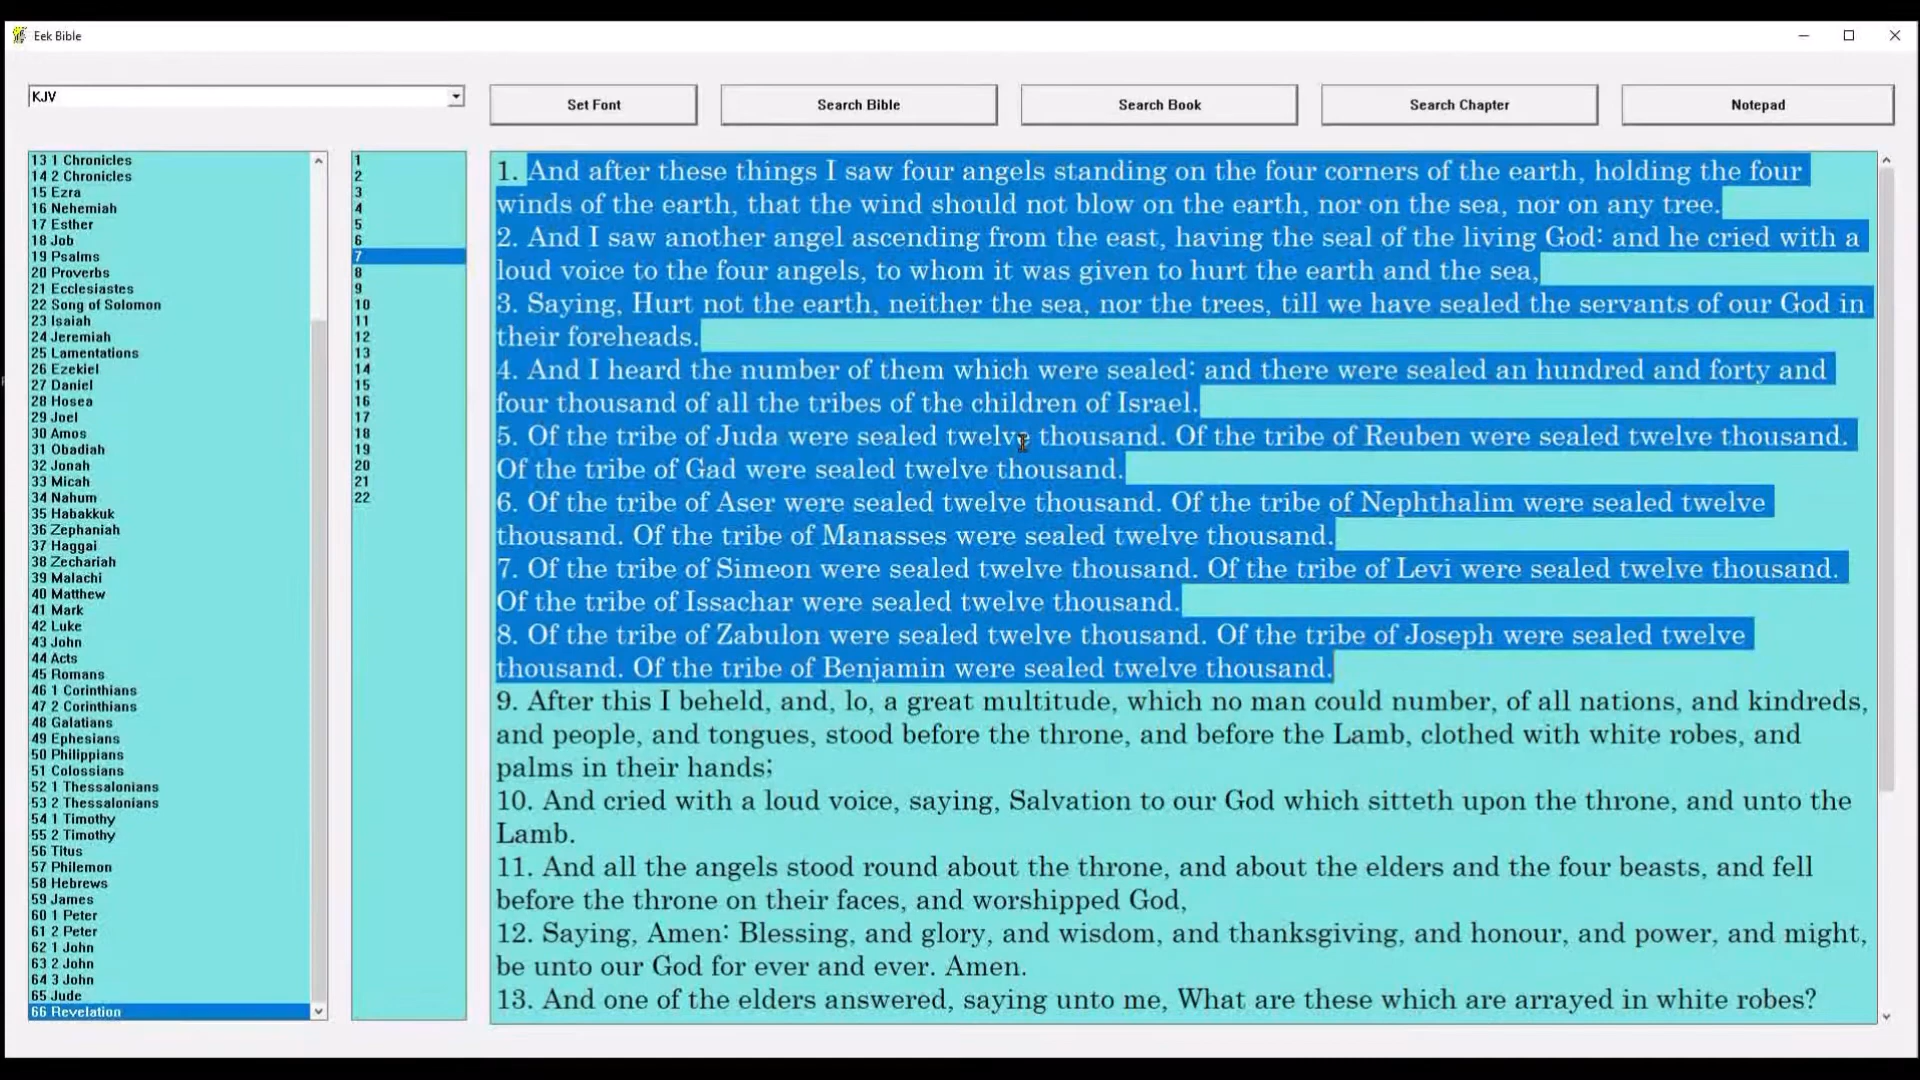 Eek Bible
KJV
Set Font
Search Bible
Search Book
Search Chapter
Notepad
13 1 Chronicles
14 2 Chronicles
15 Ezra
16 Nehemiah
17 Esther
18 Job
19 Psalms
20 Proverbs
21 Ecclesiastes
22 Song of Solomon
23 Isaiah
24 Jeremiah
25 Lamentations
26 Ezekiel
27 Daniel
28 Hosea
29 Joel
30 Amos
31 Obadiah
32 Jonah
33 Micah
34 Nahum
35 Habakkuk
36 Zephaniah
37 Haggai
38 Zechariah
39 Malachi
40 Matthew
41 Mark
42 Luke
43 John
44 Acts
45 Romans
46 1 Corinthians
47 2 Corinthians
48 Galatians
49 Ephesians
50 Philippians
51 Colossians
52 1 Thessalonians
53 2 Thessalonians
54 1 Timothy
55 2 Timothy
56 Titus
57 Philemon
58 Hebrews
59 James
60 1 Peter
61 2 Peter
62 1 John
63 2 John
64 3 John
65 Jude
66 Revelation
1
2
3
4
5
6
7
8
9
10
11
12
13
14
15
16
17
18
19
20
21
22
1. And after these things I saw four angels standing on the four corners of the earth, holding the four
winds of the earth, that the wind should not blow on the earth, nor on the sea, nor on any tree.
2. And I saw another angel ascending from the east, having the seal of the living God: and he cried with a
loud voice to the four angels, to whom it was given to hurt the earth and the sea,
3. Saying, Hurt not the earth, neither the sea, nor the trees, till we have sealed the servants of our God in
their foreheads.
4. And I heard the number of them which were sealed: and there were sealed an hundred and forty and
four thousand of all the tribes of the children of Israel.
5. Of the tribe of Juda were sealed twelve thousand. Of the tribe of Reuben were sealed twelve thousand.
Of the tribe of Gad were sealed twelve thousand.
6. Of the tribe of Aser were sealed twelve thousand. Of the tribe of Nephthalim were sealed twelve
thousand. Of the tribe of Manasses were sealed twelve thousand.
7. Of the tribe of Simeon were sealed twelve thousand. Of the tribe of Levi were sealed twelve thousand.
Of the tribe of Issachar were sealed twelve thousand.
8. Of the tribe of Zabulon were sealed twelve thousand. Of the tribe of Joseph were sealed twelve
thousand. Of the tribe of Benjamin were sealed twelve thousand.
9. After this I beheld, and, lo, a great multitude, which no man could number, of all nations, and kindreds,
and people, and tongues, stood before the throne, and before the Lamb, clothed with white robes, and
palms in their hands;
10. And cried with a loud voice, saying, Salvation to our God which sitteth upon the throne, and unto the
Lamb.
11. And all the angels stood round about the throne, and about the elders and the four beasts, and fell
before the throne on their faces, and worshipped God,
12. Saying, Amen: Blessing, and glory, and wisdom, and thanksgiving, and honour, and power, and might,
be unto our God for ever and ever. Amen.
13. And one of the elders answered, saying unto me, What are these which are arrayed in white robes?